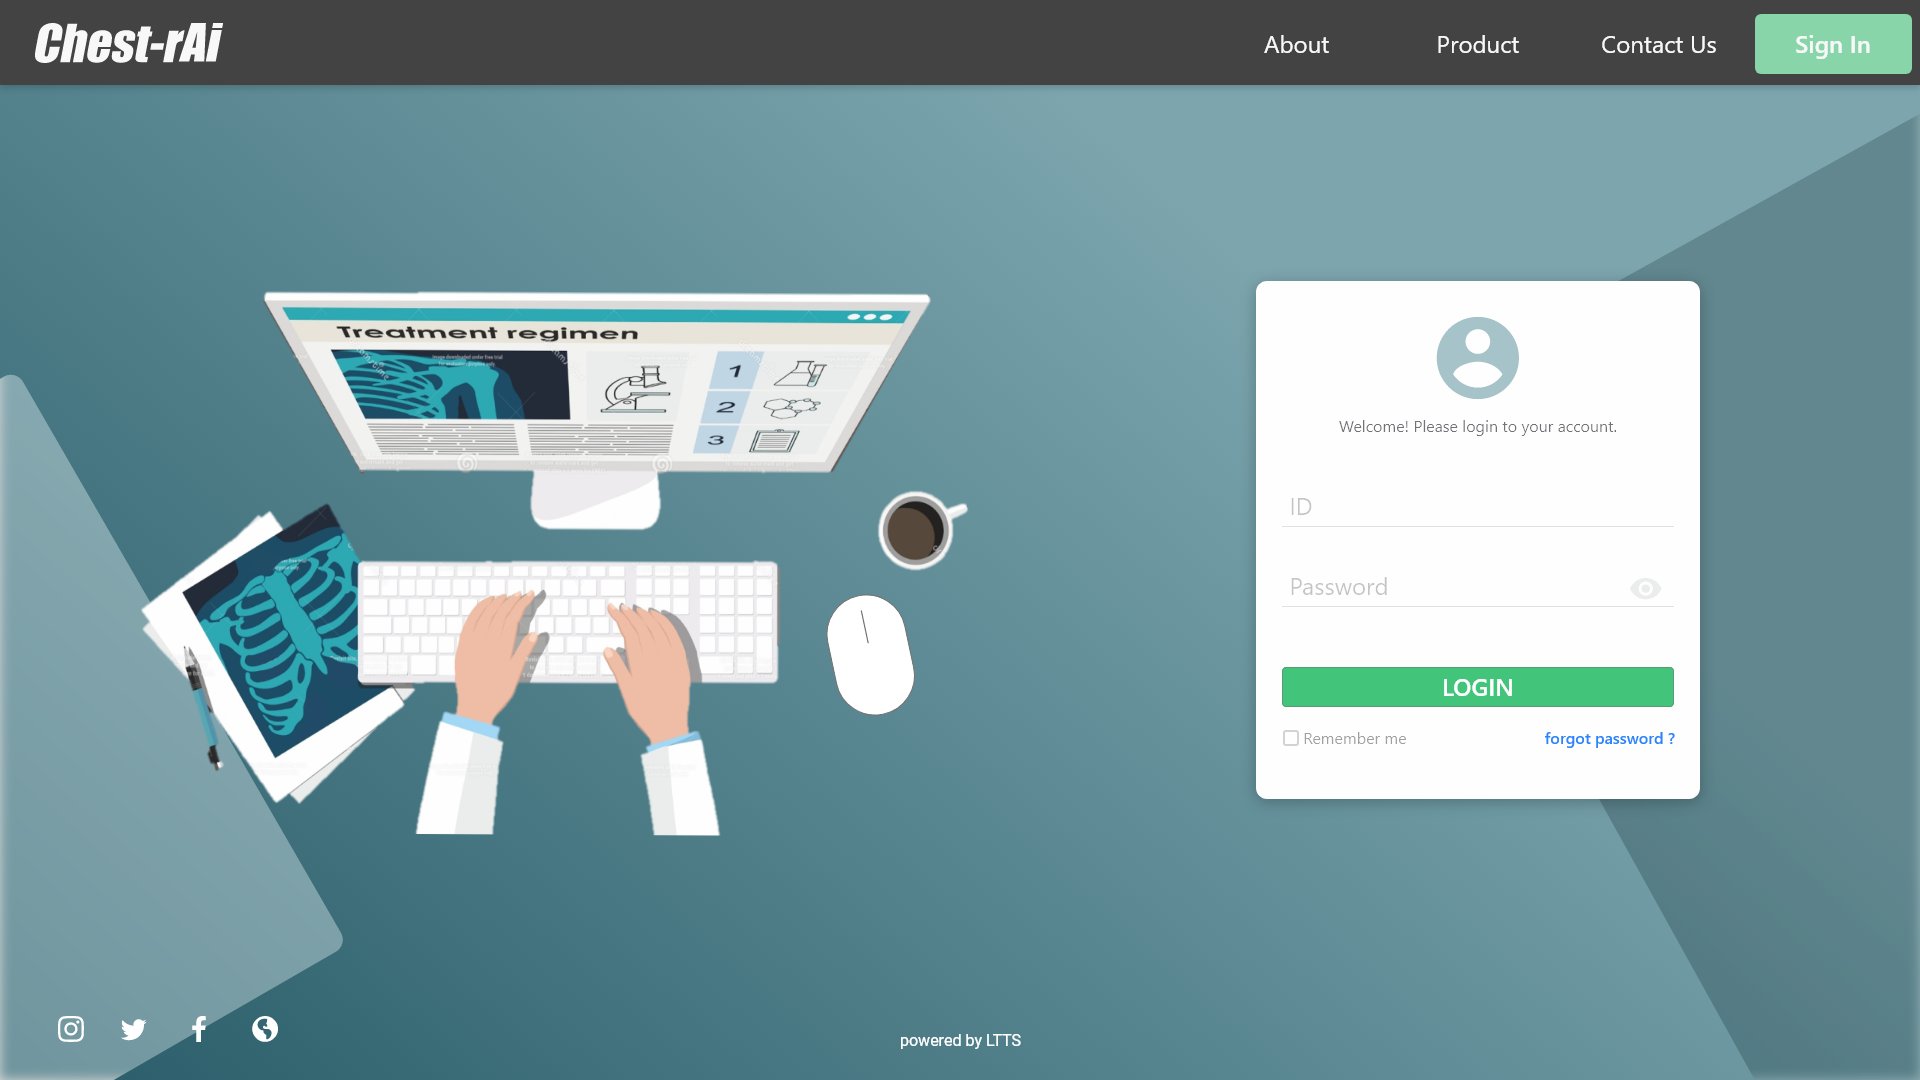 Chest-rAi
About
Product
Contact Us
Sign In
Treatment regimen
1
2
3
Welcome! Please login to your account.
ID
Password
LOGIN
Remember me
forgot password ?
powered by LTTS